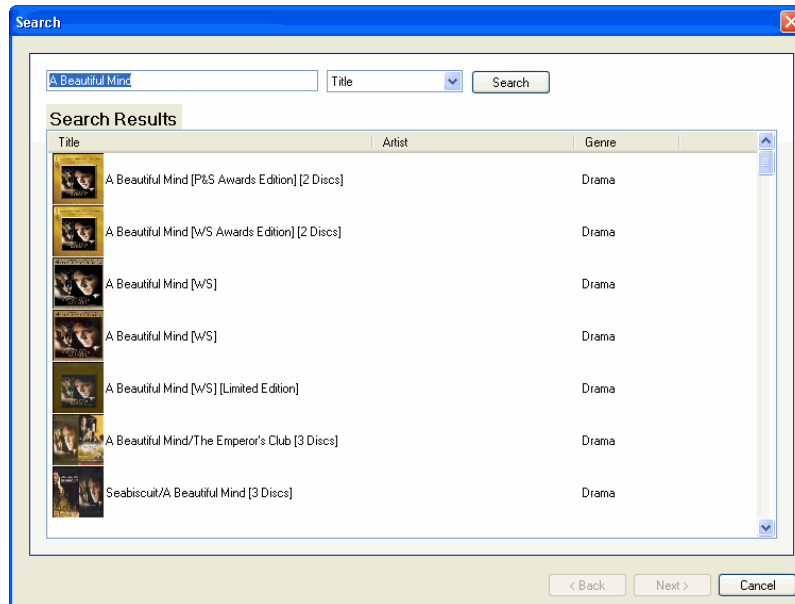 Search
A Beautiful Mind Title Search
Search Results
Title Artist Genre
A Beautiful Mind [P&S Awards Edition] [2 Discs] Drama
A Beautiful Mind [WS Awards Edition] [2 Discs] Drama
A Beautiful Mind [WS] Drama
A Beautiful Mind [WS] Drama
A Beautiful Mind [WS] [Limited Edition] Drama
A Beautiful Mind/The Emperor's Club [3 Discs] Drama
Seabiscuit/A Beautiful Mind [3 Discs] Drama
< Back Next > Cancel